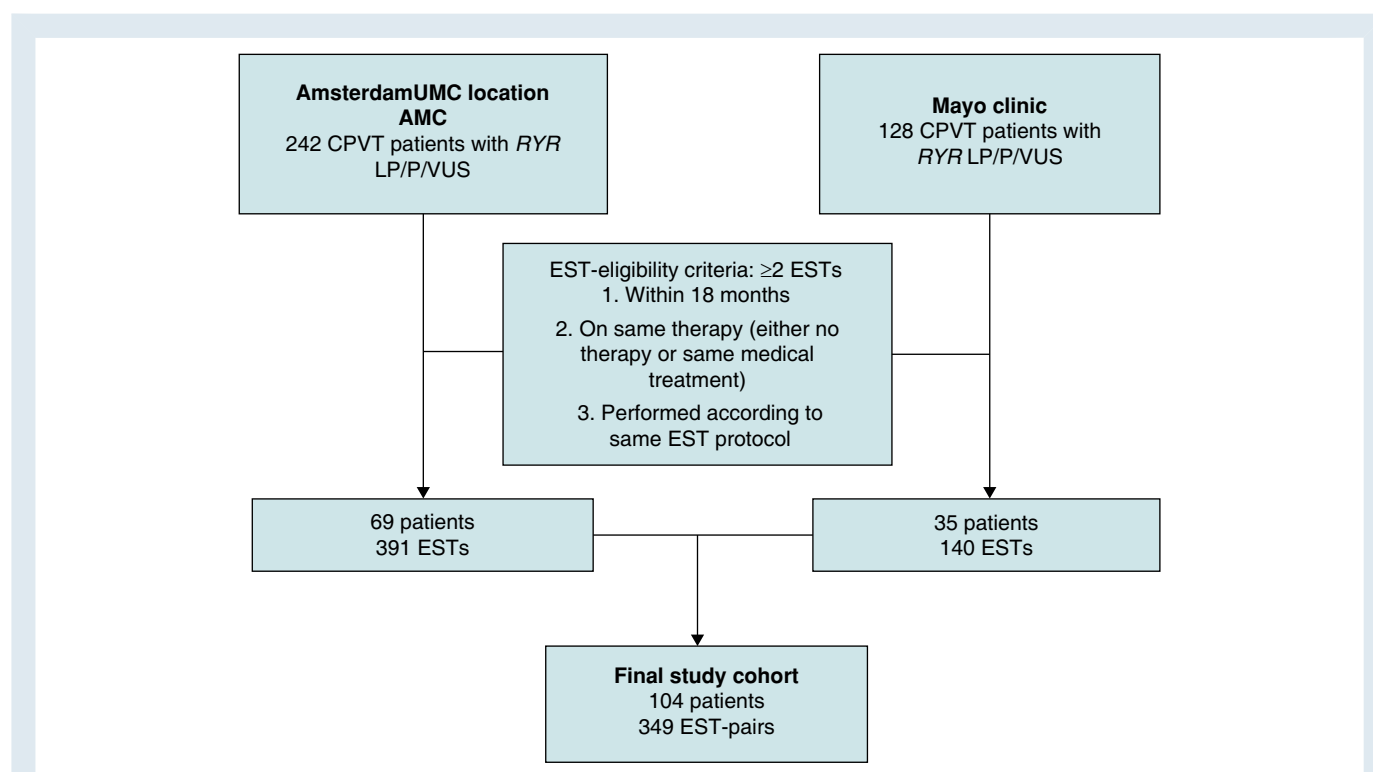 AmsterdamUMC location
AMC
242 CPVT patients with RYR
LP/P/VUS
Mayo clinic
128 CPVT patients with
RYR LP/P/VUS
EST-eligibility criteria: ≥2 ESTs
1. Within 18 months
2. On same therapy (either no
therapy or same medical
treatment)
3. Performed according to
same EST protocol
69 patients
391 ESTs
35 patients
140 ESTs
Final study cohort
104 patients
349 EST-pairs